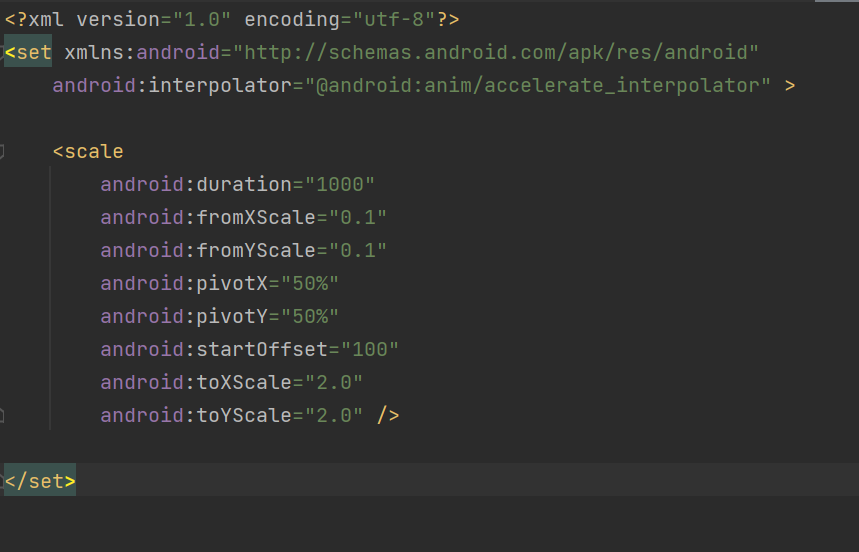 <?xml version="1.0" encoding="utf-8"?>
<set xmlns:android="http://schemas.android.com/apk/res/android"
    android:interpolator="@android:anim/accelerate_interpolator" >

    <scale
        android:duration="1000"
        android:fromXScale="0.1"
        android:fromYScale="0.1"
        android:pivotX="50%"
        android:pivotY="50%"
        android:startOffset="100"
        android:toXScale="2.0"
        android:toYScale="2.0" />

</set>